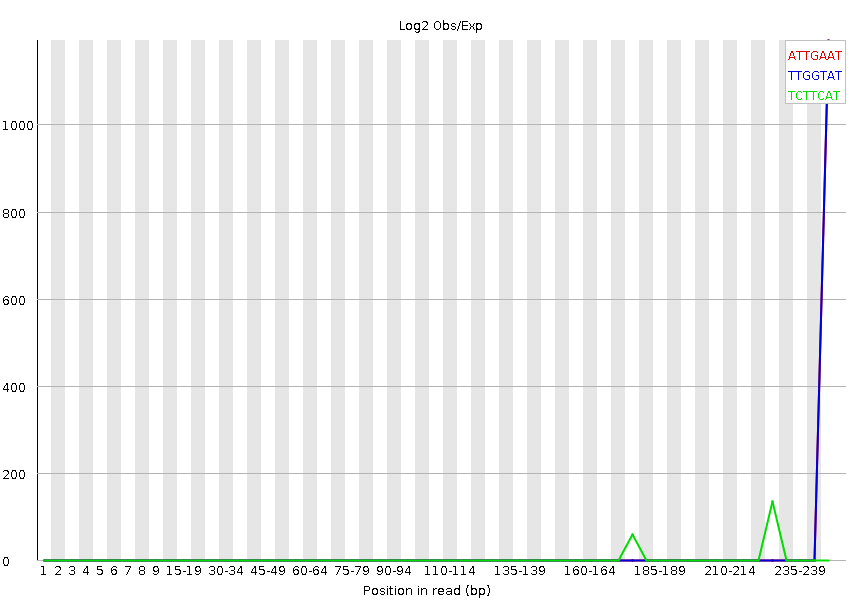 Log2 Obs/Exp
ATTGAAT
TTGGTAT
TCTTCAT
1000
800
600
400
200
0
1 2 3 4 5 6 7 8 9 15-19 30-34 45-49 60-64 75-79 90-94 110-114 135-139 160-164 185-189 210-214 235-239
Position in read (bp)